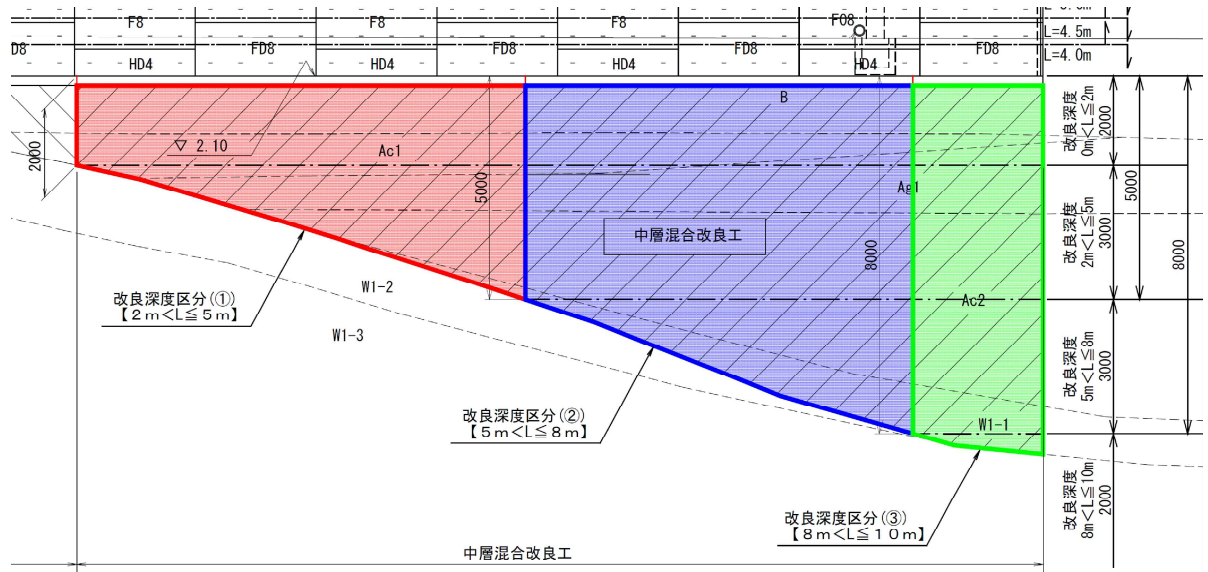 F8
F8
F08
L=4.5m
D8
FD8
FD8
FD8
FD8
HD4
HD4
HD4
HD4
L=4.0m
B
▽ 2.10
Ac1
2000
5000
8000
Ag1
中層混合改良工
Ac2
W1-1
W1-2
W1-3
改良深度区分(①)
【2m<L≦5m】
改良深度区分(②)
【5m<L≦8m】
改良深度区分(③)
【8m<L≦10m】
改良深度
0m<L≦2m
2000
改良深度
2m<L≦5m
3000
改良深度
5m<L≦8m
3000
改良深度
8m<L≦10m
2000
5000
8000
中層混合改良工